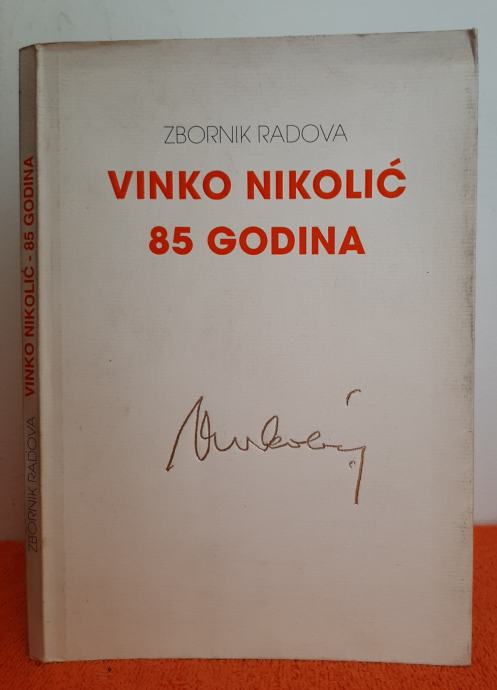 ZBORNIK RADOVA
VINKO NIKOLIĆ
85 GODINA
ZBORNIK RADOVA VINKO NIKOLIĆ - 85 GODINA